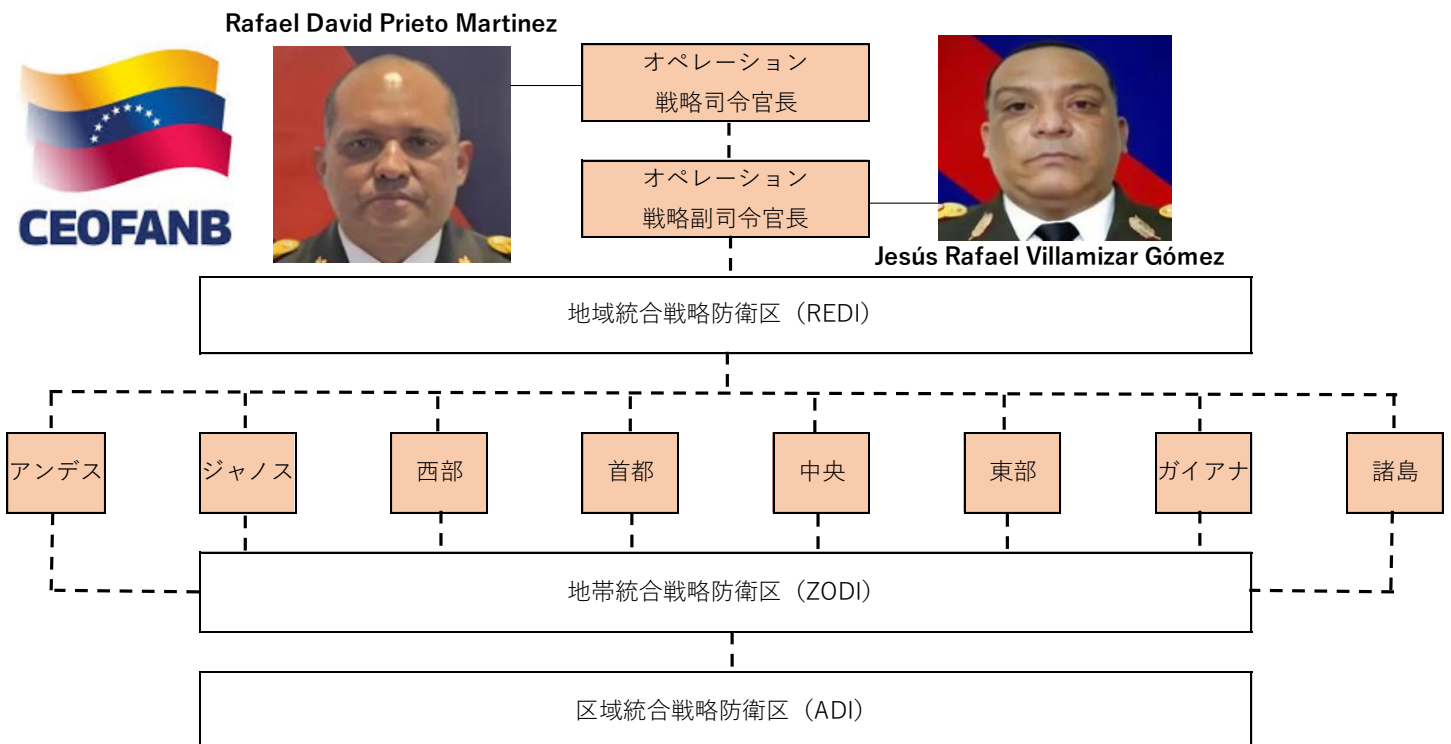 Rafael David Prieto Martinez
CEOFANB
オペレーション
戦略司令官長
オペレーション
戦略副司令官長
Jesús Rafael Villamizar Gómez
地域統合戦略防衛区（REDI）
アンデス
ジャノス
西部
首都
中央
東部
ガイアナ
諸島
地帯統合戦略防衛区（ZODI）
区域統合戦略防衛区（ADI）